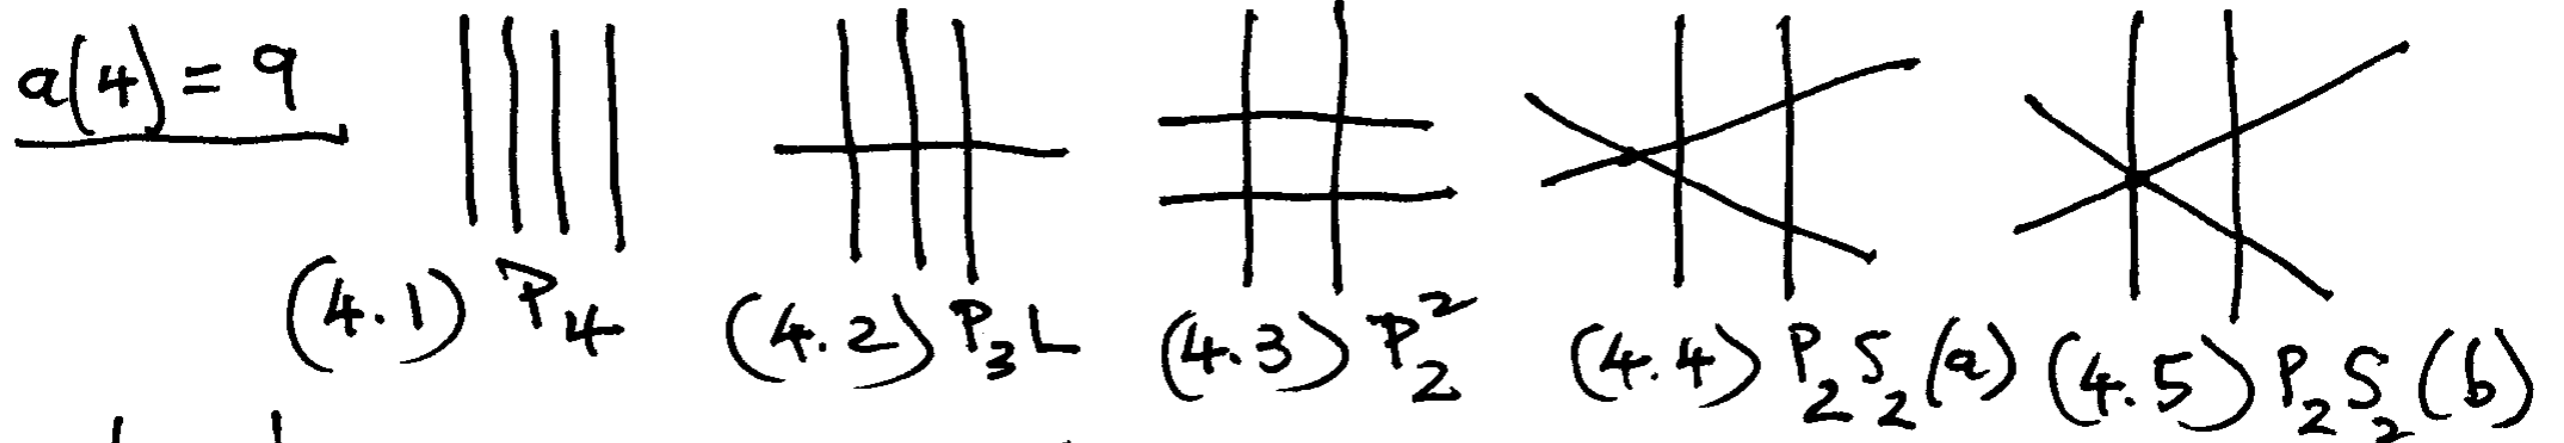 a(4) = 9
(4.1) P₄
(4.2) P₃L
(4.3) P₂²
(4.4) P₂S₂(a)
(4.5) P₂S₂(b)